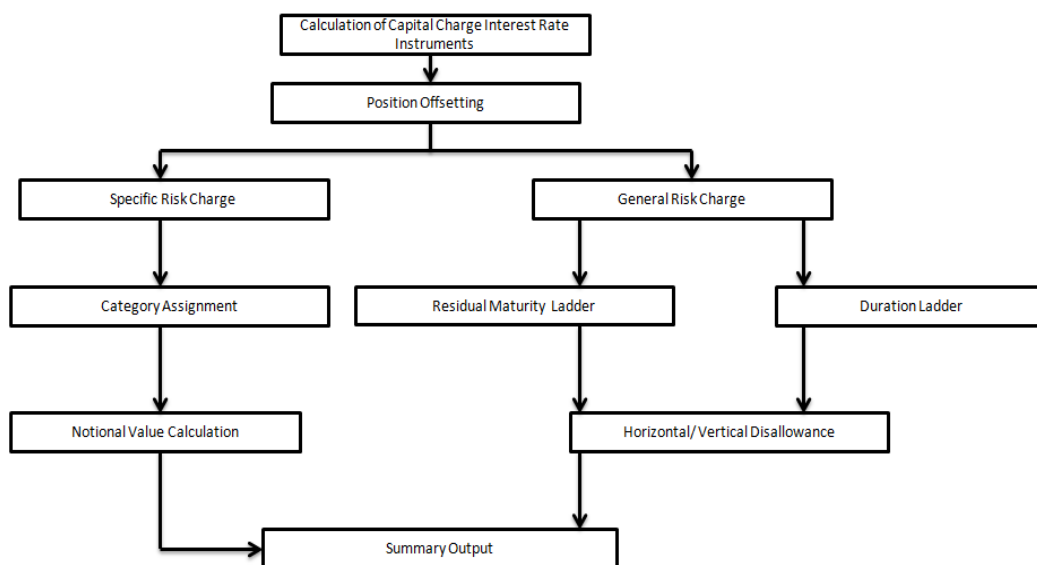 Calculation of Capital Charge Interest Rate
Instruments
Position Offsetting
Specific Risk Charge
General Risk Charge
Category Assignment
Residual Maturity Ladder
Duration Ladder
Notional Value Calculation
Horizontal/ Vertical Disallowance
Summary Output